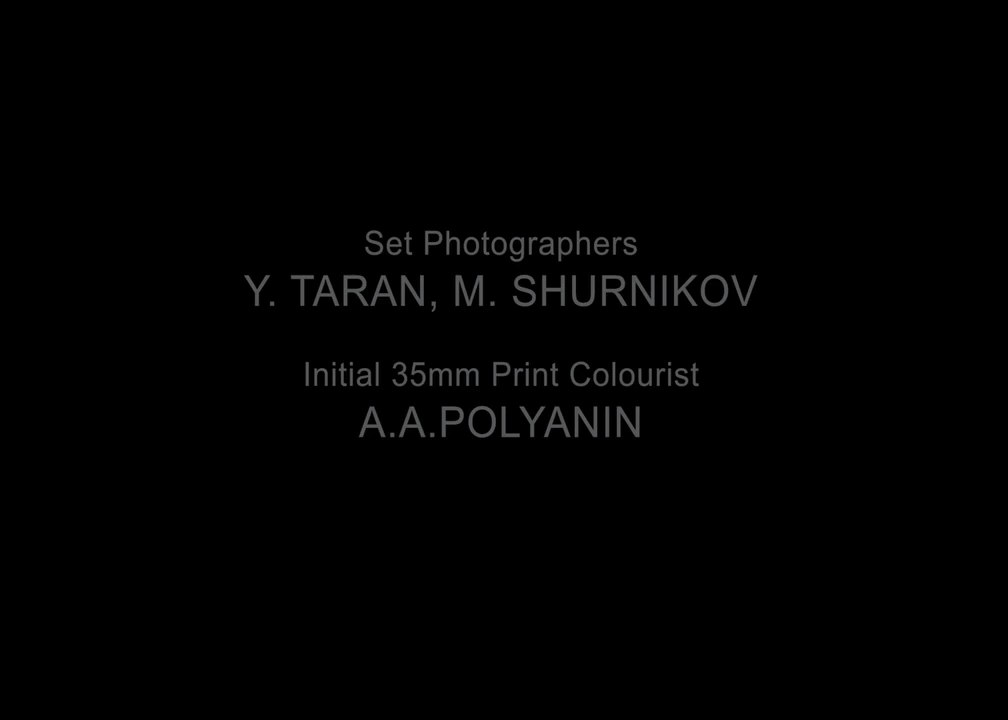 Set Photographers
Y. TARAN, M. SHURNIKOV
Initial 35mm Print Colourist
A.A.POLYANIN